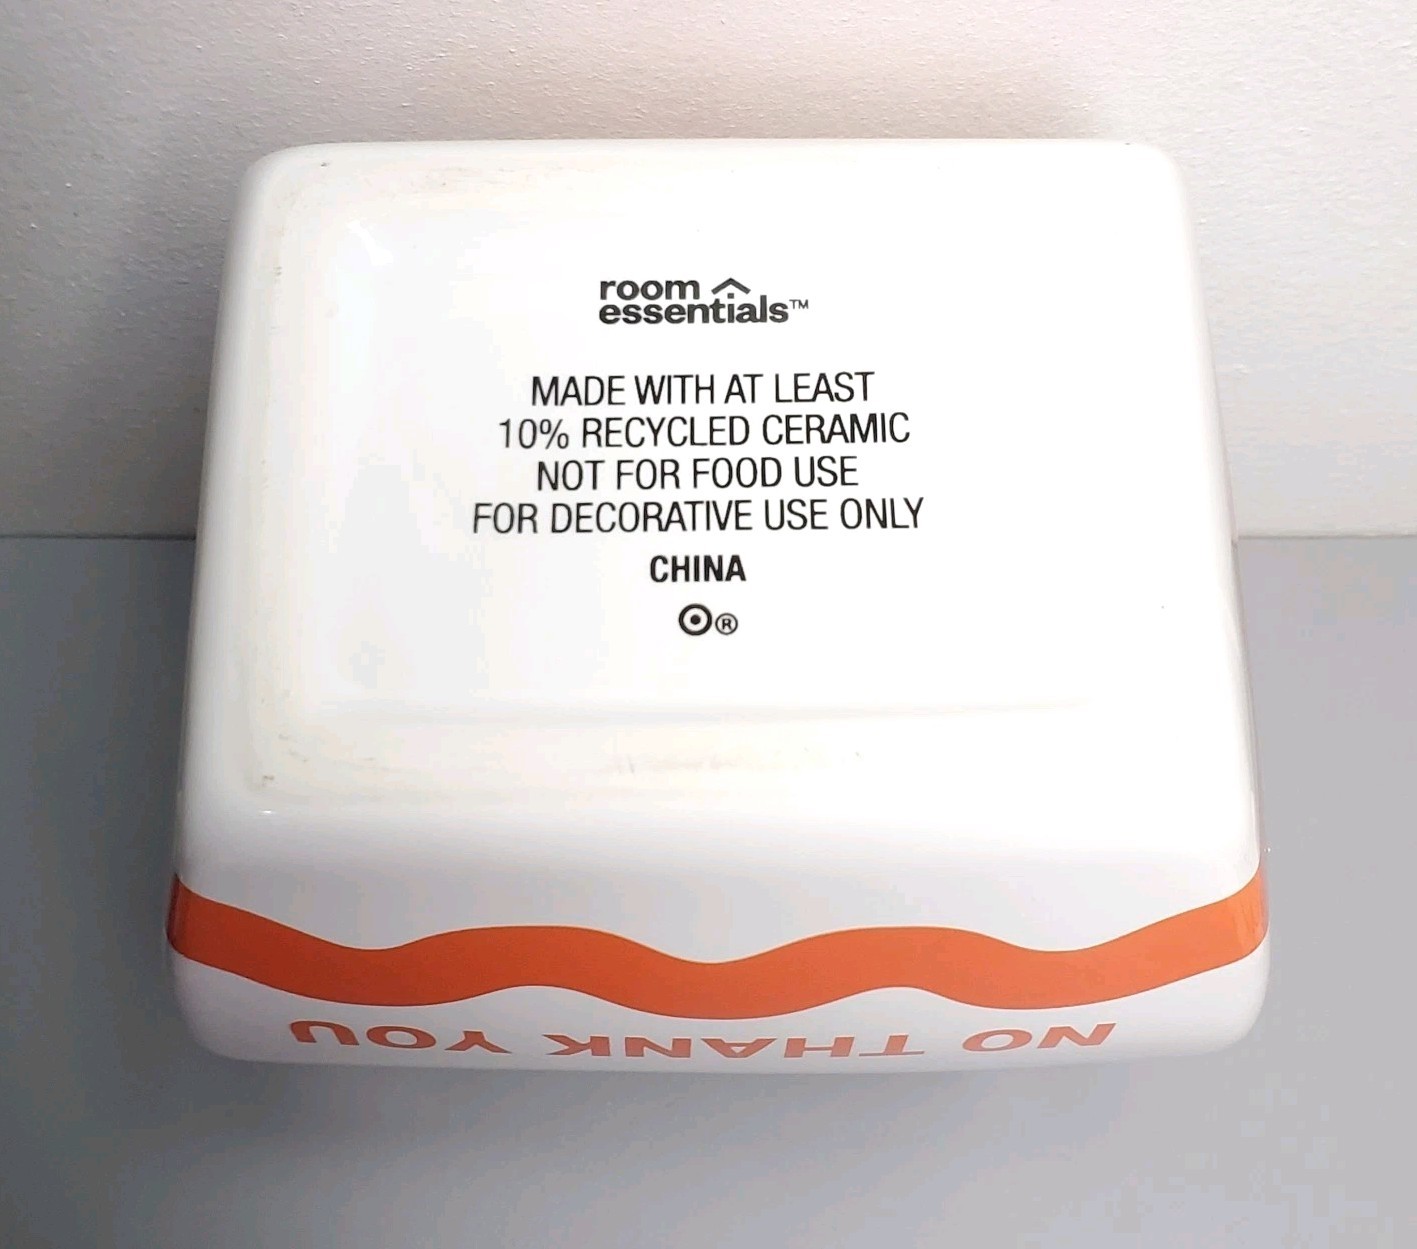 room
essentials™
MADE WITH AT LEAST
10% RECYCLED CERAMIC
NOT FOR FOOD USE
FOR DECORATIVE USE ONLY
CHINA
®
NO THANK YOU